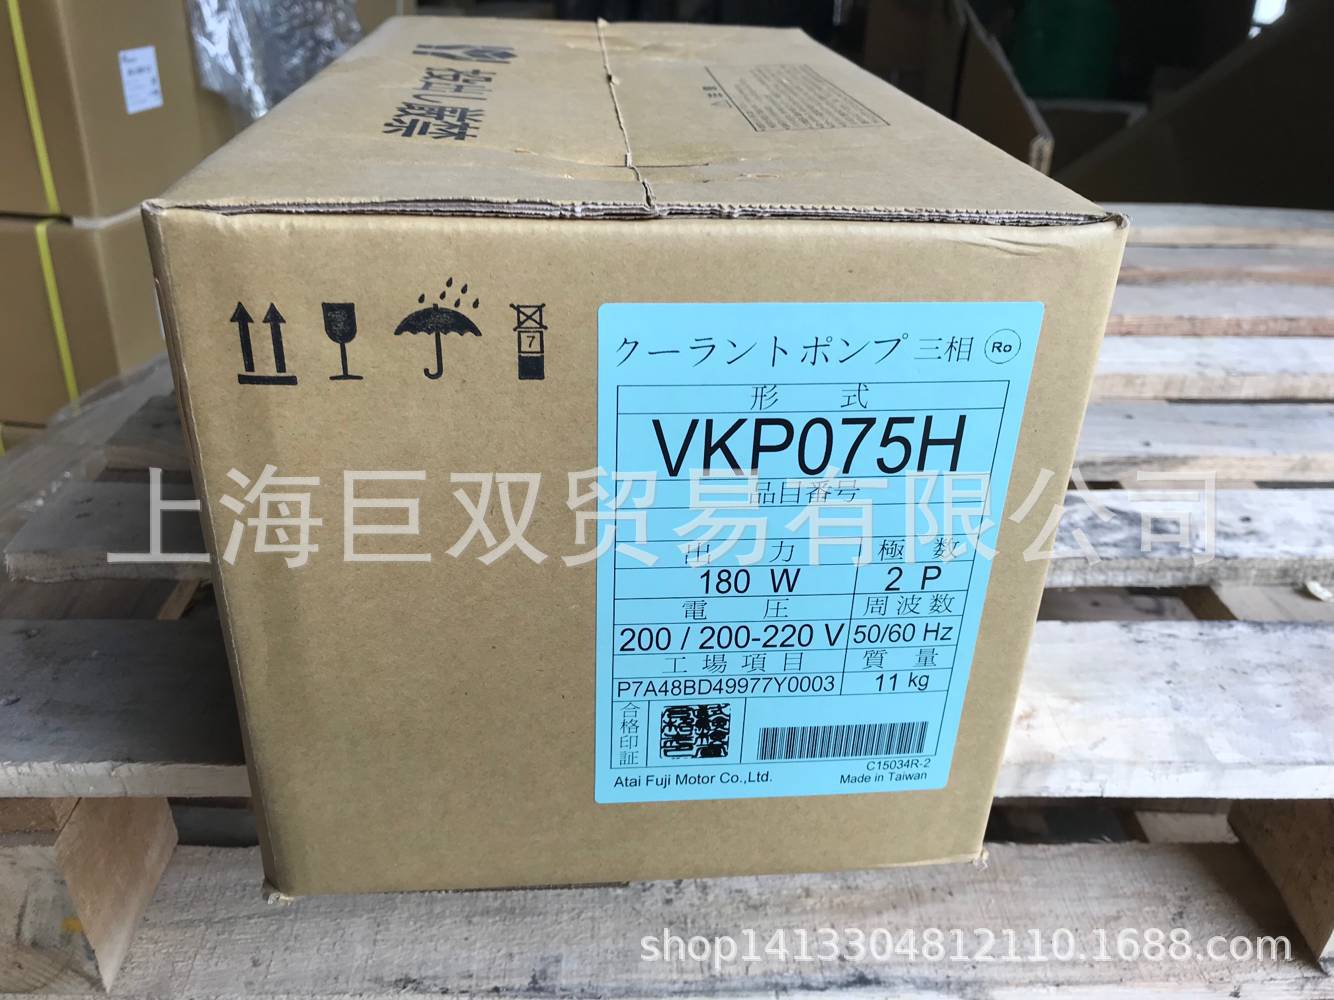 7
クーラントポンプ 三相 Ro
形 式
VKP075H
品目番号
出 力 極 数
180 W 2 P
電 圧 周波数
200 / 200-220 V 50/60 Hz
工場項目 質 量
P7A48BD49977Y0003 11 kg
合格印証
C15034R-2
Atai Fuji Motor Co.,Ltd. Made in Taiwan
上海巨双贸易有限公司
shop1413304812110.1688.com